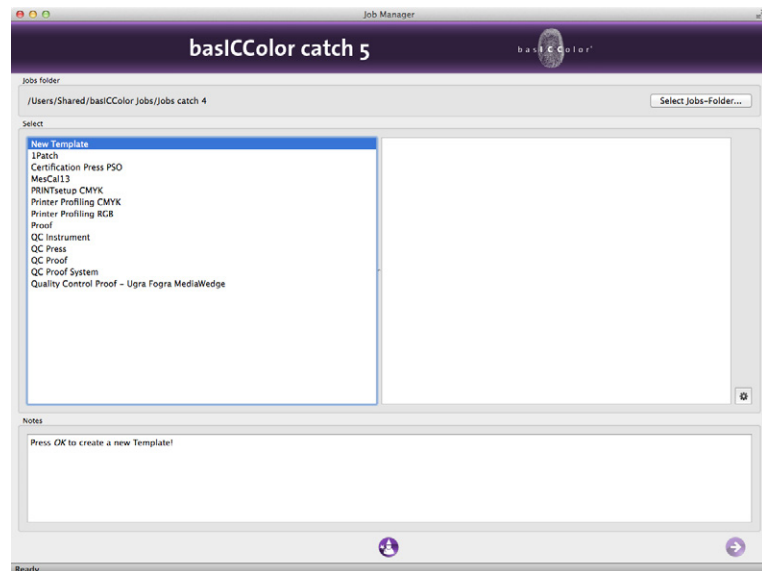 Job Manager
basICColor catch 5
basICColor
Jobs folder
/Users/Shared/basICColor Jobs/Jobs catch 4
Select Jobs-Folder...
Select
New Template
1Patch
Certification Press PSO
MesCal13
PRINTsetup CMYK
Printer Profiling CMYK
Printer Profiling RGB
Proof
QC Instrument
QC Press
QC Proof
QC Proof System
Quality Control Proof - Ugra Fogra MediaWedge
Notes
Press OK to create a new Template!
Ready